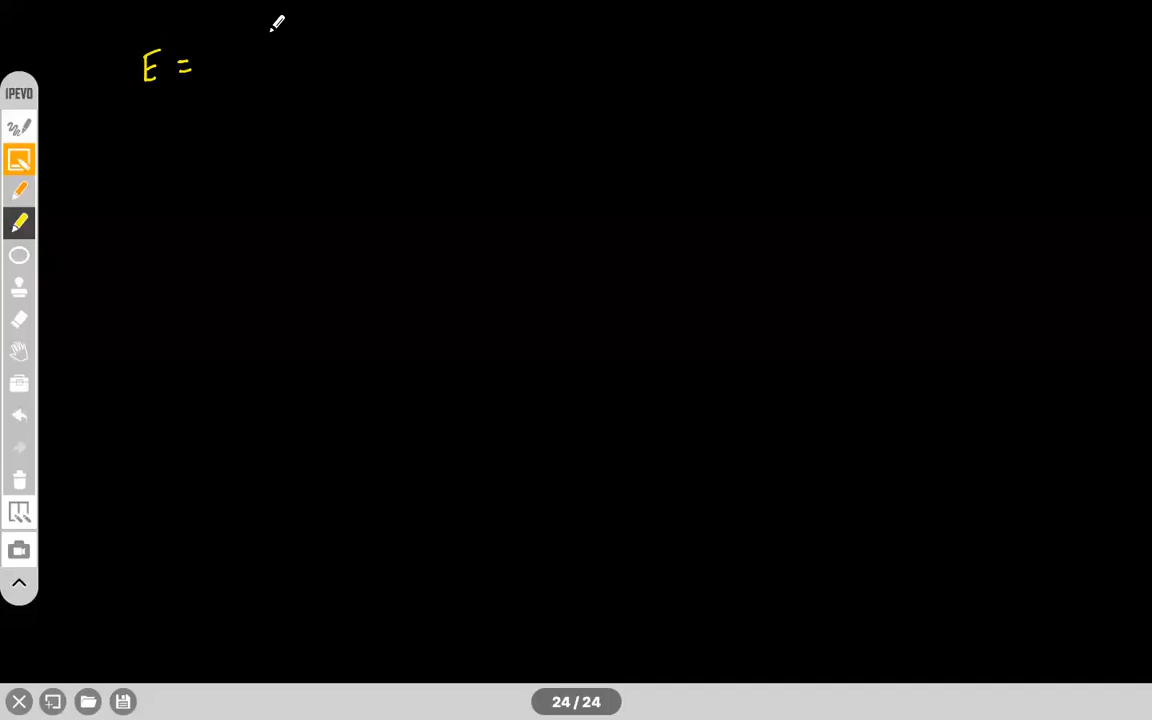 E =
IPEVO
24 / 24